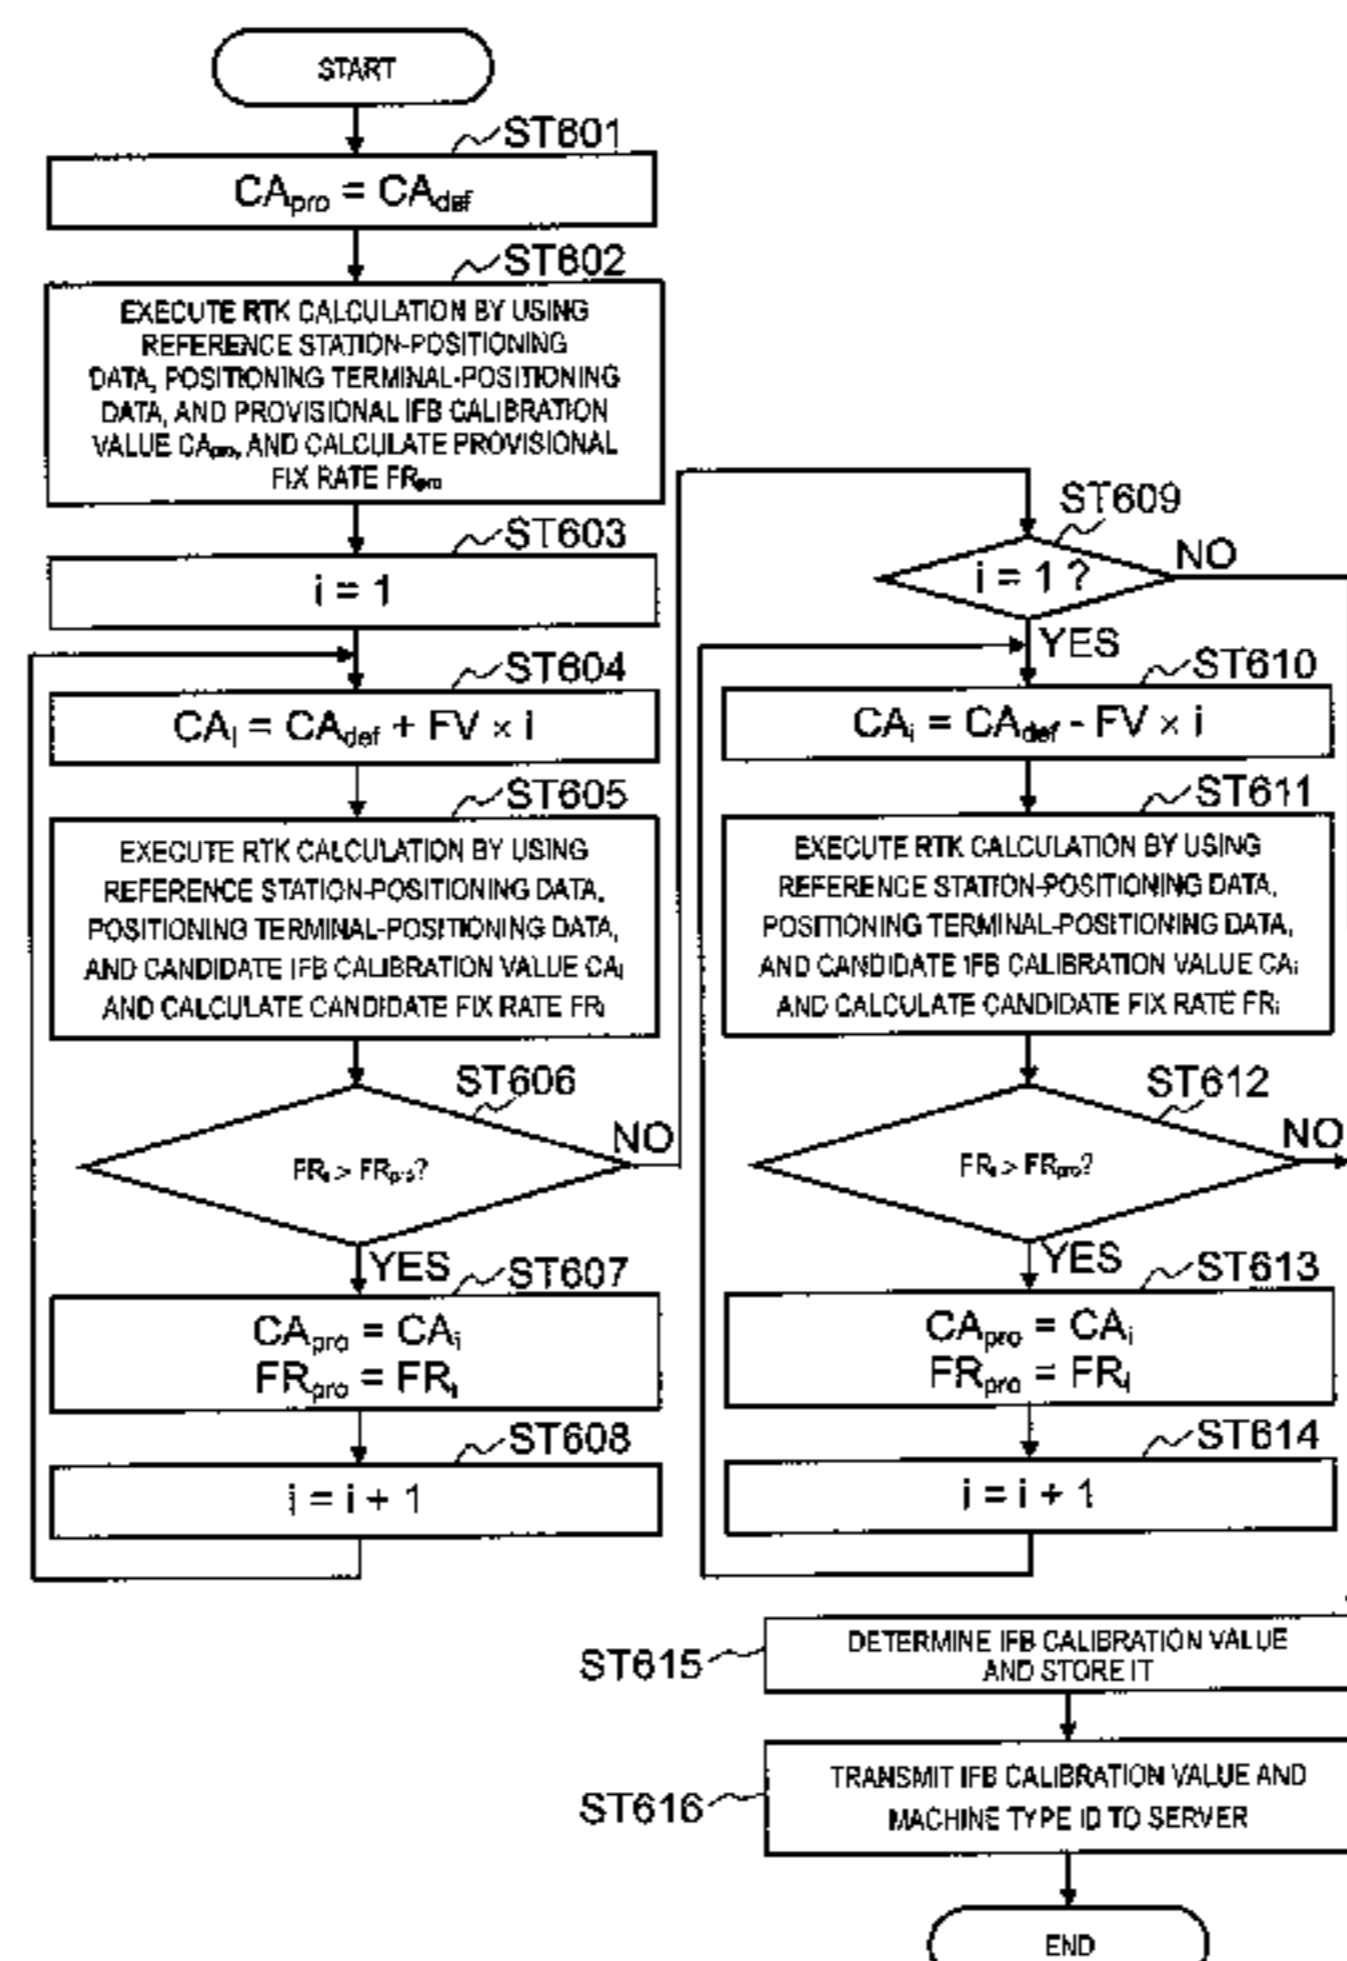 START
ST601
CApro = CAdef
ST602
EXECUTE RTK CALCULATION BY USING
REFERENCE STATION-POSITIONING
DATA, POSITIONING TERMINAL-POSITIONING
DATA, AND PROVISIONAL IFB CALIBRATION
VALUE CApro, AND CALCULATE PROVISIONAL
FIX RATE FRpro
ST603
i = 1
ST604
CAi = CAdef + FV × i
ST605
EXECUTE RTK CALCULATION BY USING
REFERENCE STATION-POSITIONING DATA,
POSITIONING TERMINAL-POSITIONING DATA,
AND CANDIDATE IFB CALIBRATION VALUE CAi
AND CALCULATE CANDIDATE FIX RATE FRi
ST606
NO
FRi > FRpro?
YES
ST607
CApro = CAi
FRpro = FRi
ST608
i = i + 1
ST609
NO
i = 1 ?
YES
ST610
CAi = CAdef - FV × i
ST611
EXECUTE RTK CALCULATION BY USING
REFERENCE STATION-POSITIONING DATA,
POSITIONING TERMINAL-POSITIONING DATA,
AND CANDIDATE IFB CALIBRATION VALUE CAi
AND CALCULATE CANDIDATE FIX RATE FRi
ST612
NO
FRi > FRpro?
YES
ST613
CApro = CAi
FRpro = FRi
ST614
i = i + 1
ST615
DETERMINE IFB CALIBRATION VALUE
AND STORE IT
ST616
TRANSMIT IFB CALIBRATION VALUE AND
MACHINE TYPE ID TO SERVER
END